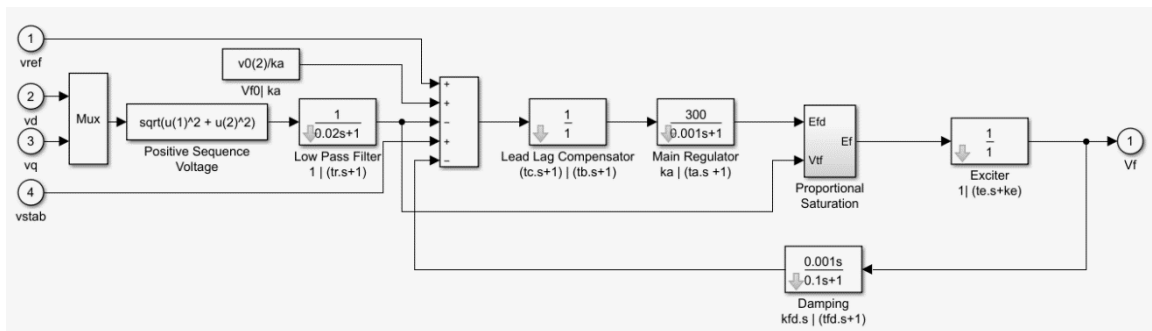 1
vref
v0(2)/ka
Vf0| ka
2
vd
3
vq
Mux
sqrt(u(1)^2 + u(2)^2)
Positive Sequence
Voltage
1
0.02s+1
Low Pass Filter
1 | (tr.s+1)
4
vstab
+
+
−
+
−
1
1
Lead Lag Compensator
(tc.s+1) | (tb.s+1)
300
0.001s+1
Main Regulator
ka | (ta.s +1)
Efd
Vtf
Ef
Proportional
Saturation
1
1
Exciter
1| (te.s+ke)
1
Vf
0.001s
0.1s+1
Damping
kfd.s | (tfd.s+1)